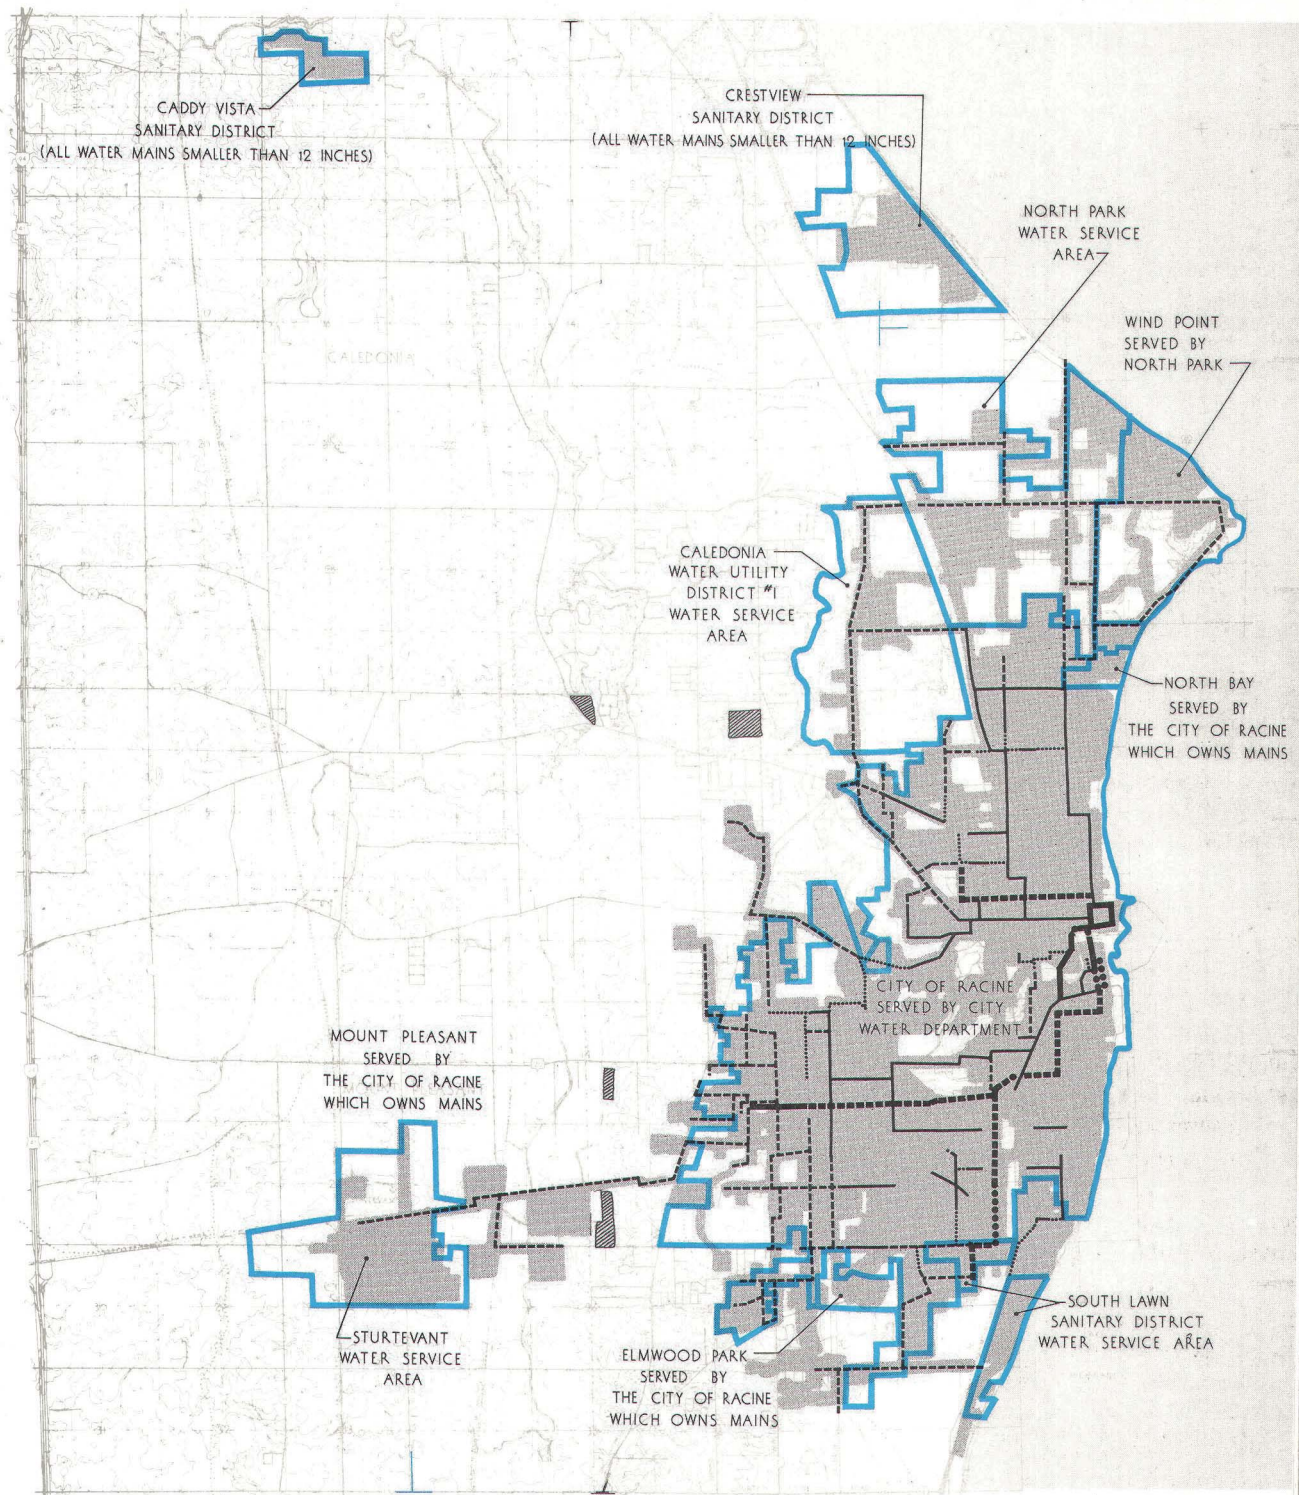 CADDY VISTA
SANITARY DISTRICT
(ALL WATER MAINS SMALLER THAN 12 INCHES)
CRESTVIEW
SANITARY DISTRICT
(ALL WATER MAINS SMALLER THAN 12 INCHES)
NORTH PARK
WATER SERVICE
AREA
WIND POINT
SERVED BY
NORTH PARK
CALEDONIA
CALEDONIA
WATER UTILITY
DISTRICT #1
WATER SERVICE
AREA
NORTH BAY
SERVED BY
THE CITY OF RACINE
WHICH OWNS MAINS
CITY OF RACINE
SERVED BY CITY
WATER DEPARTMENT
MOUNT PLEASANT
SERVED BY
THE CITY OF RACINE
WHICH OWNS MAINS
STURTEVANT
WATER SERVICE
AREA
ELMWOOD PARK
SERVED BY
THE CITY OF RACINE
WHICH OWNS MAINS
SOUTH LAWN
SANITARY DISTRICT
WATER SERVICE AREA